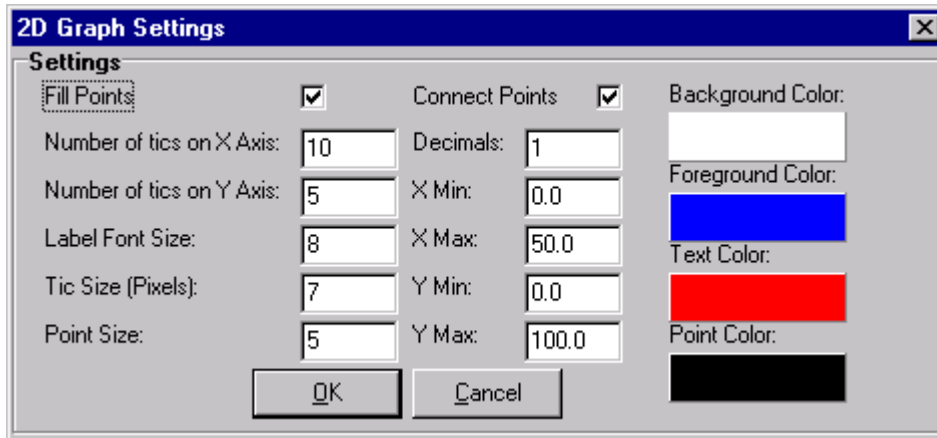 2D Graph Settings
Settings
Fill Points
Connect Points
Background Color:
Number of tics on X Axis: 10
Decimals: 1
Number of tics on Y Axis: 5
X Min: 0.0
Foreground Color:
Label Font Size: 8
X Max: 50.0
Text Color:
Tic Size (Pixels): 7
Y Min: 0.0
Point Size: 5
Y Max: 100.0
Point Color:
OK
Cancel